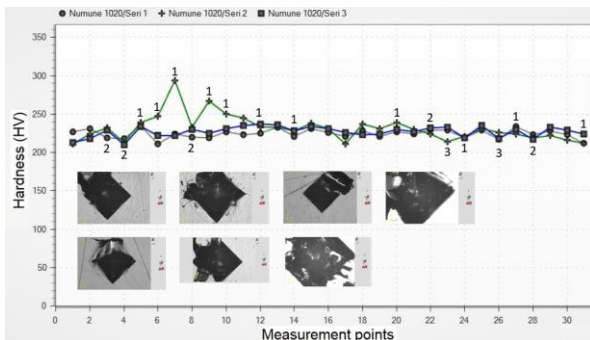 Numune 1020/Seri 1 Numune 1020/Seri 2 Numune 1020/Seri 3
350
300
250
200
150
100
50
0
Hardness (HV)
1 1 1 1 1 1 1 1 2 1 1
2 2 2 3 1 3 2
0 2 4 6 8 10 12 14 16 18 20 22 24 26 28 30
Measurement points